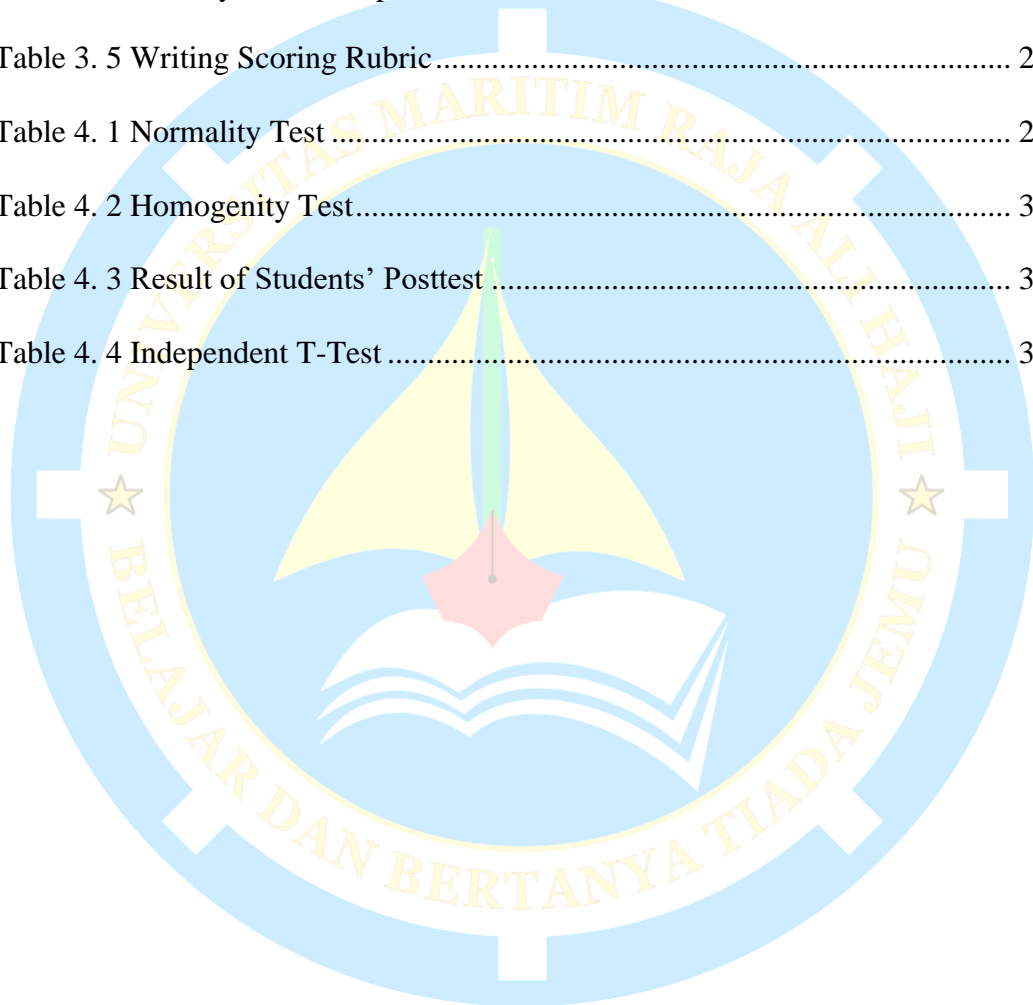 Table 3. 5 Writing Scoring Rubric ........................................................................ 2
Table 4. 1 Normality Test ..................................................................................... 2
Table 4. 2 Homogenity Test.................................................................................. 3
Table 4. 3 Result of Students’ Posttest ................................................................. 3
Table 4. 4 Independent T-Test .............................................................................. 3
UNIVERSITAS MARITIM RAJA ALI HAJI
BELAJAR DAN BERTANYA TIADA JEMU